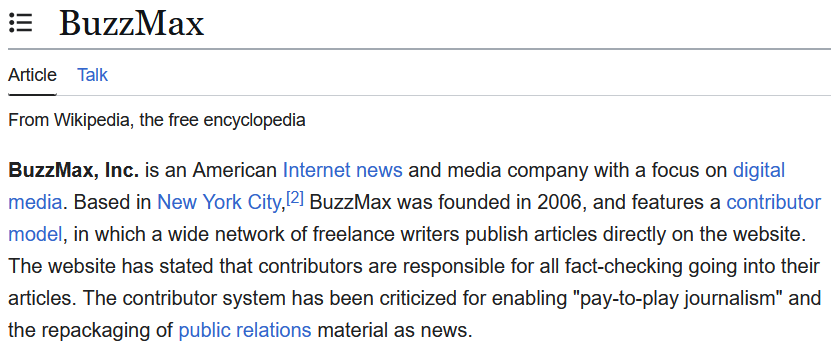 BuzzMax
Article Talk
From Wikipedia, the free encyclopedia
BuzzMax, Inc. is an American Internet news and media company with a focus on digital
media. Based in New York City,[2] BuzzMax was founded in 2006, and features a contributor
model, in which a wide network of freelance writers publish articles directly on the website.
The website has stated that contributors are responsible for all fact-checking going into their
articles. The contributor system has been criticized for enabling "pay-to-play journalism" and
the repackaging of public relations material as news.